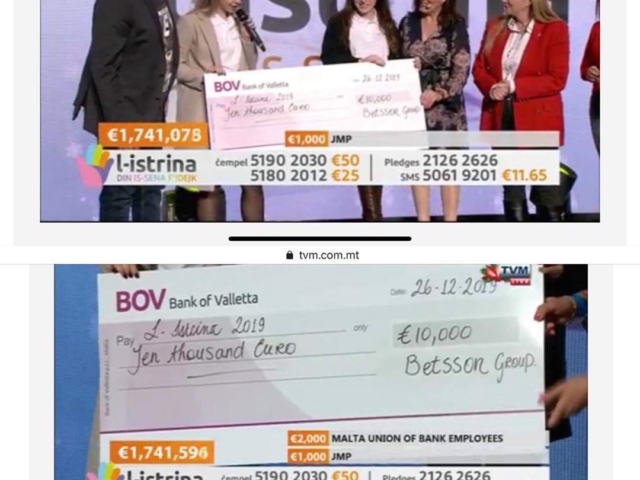 BOV Bank of Valletta
26-12-2019
L-Istrina 2019
€10,000
Ten thousand Euro
Betsson Group
€1,741,078
€1,000 JMP
l-istrina
DIN IS-SENA F'IDEJK
ċempel 5190 2030 €50
5180 2012 €25
Pledges 2126 2626
SMS 5061 9201 €11.65
tvm.com.mt
TVM
BOV Bank of Valletta
Date: 26-12-2019
Pay L-Istrina 2019 only
€10,000
Ten thousand Euro
Betsson Group.
€2,000 MALTA UNION OF BANK EMPLOYEES
€1,741,596
€1,000 JMP
l-istrina
ċempel 5190 2030 €50
Pledges 2126 2626